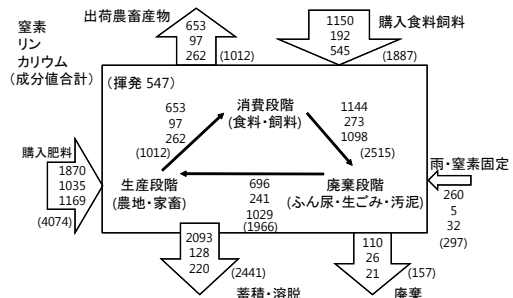 窒素
リン
カリウム
(成分値合計)
出荷農畜産物
653
97
262
(1012)
購入食料飼料
1150
192
545
(1887)
(揮発 547)
653
97
262
(1012)
消費段階
(食料・飼料)
1144
273
1098
(2515)
購入肥料
1870
1035
1169
(4074)
生産段階
(農地・家畜)
696
241
1029
(1966)
廃棄段階
(ふん尿・生ごみ・汚泥)
雨・窒素固定
260
5
32
(297)
2093
128
220
(2441)
蓄積・溶脱
110
26
21
(157)
廃棄